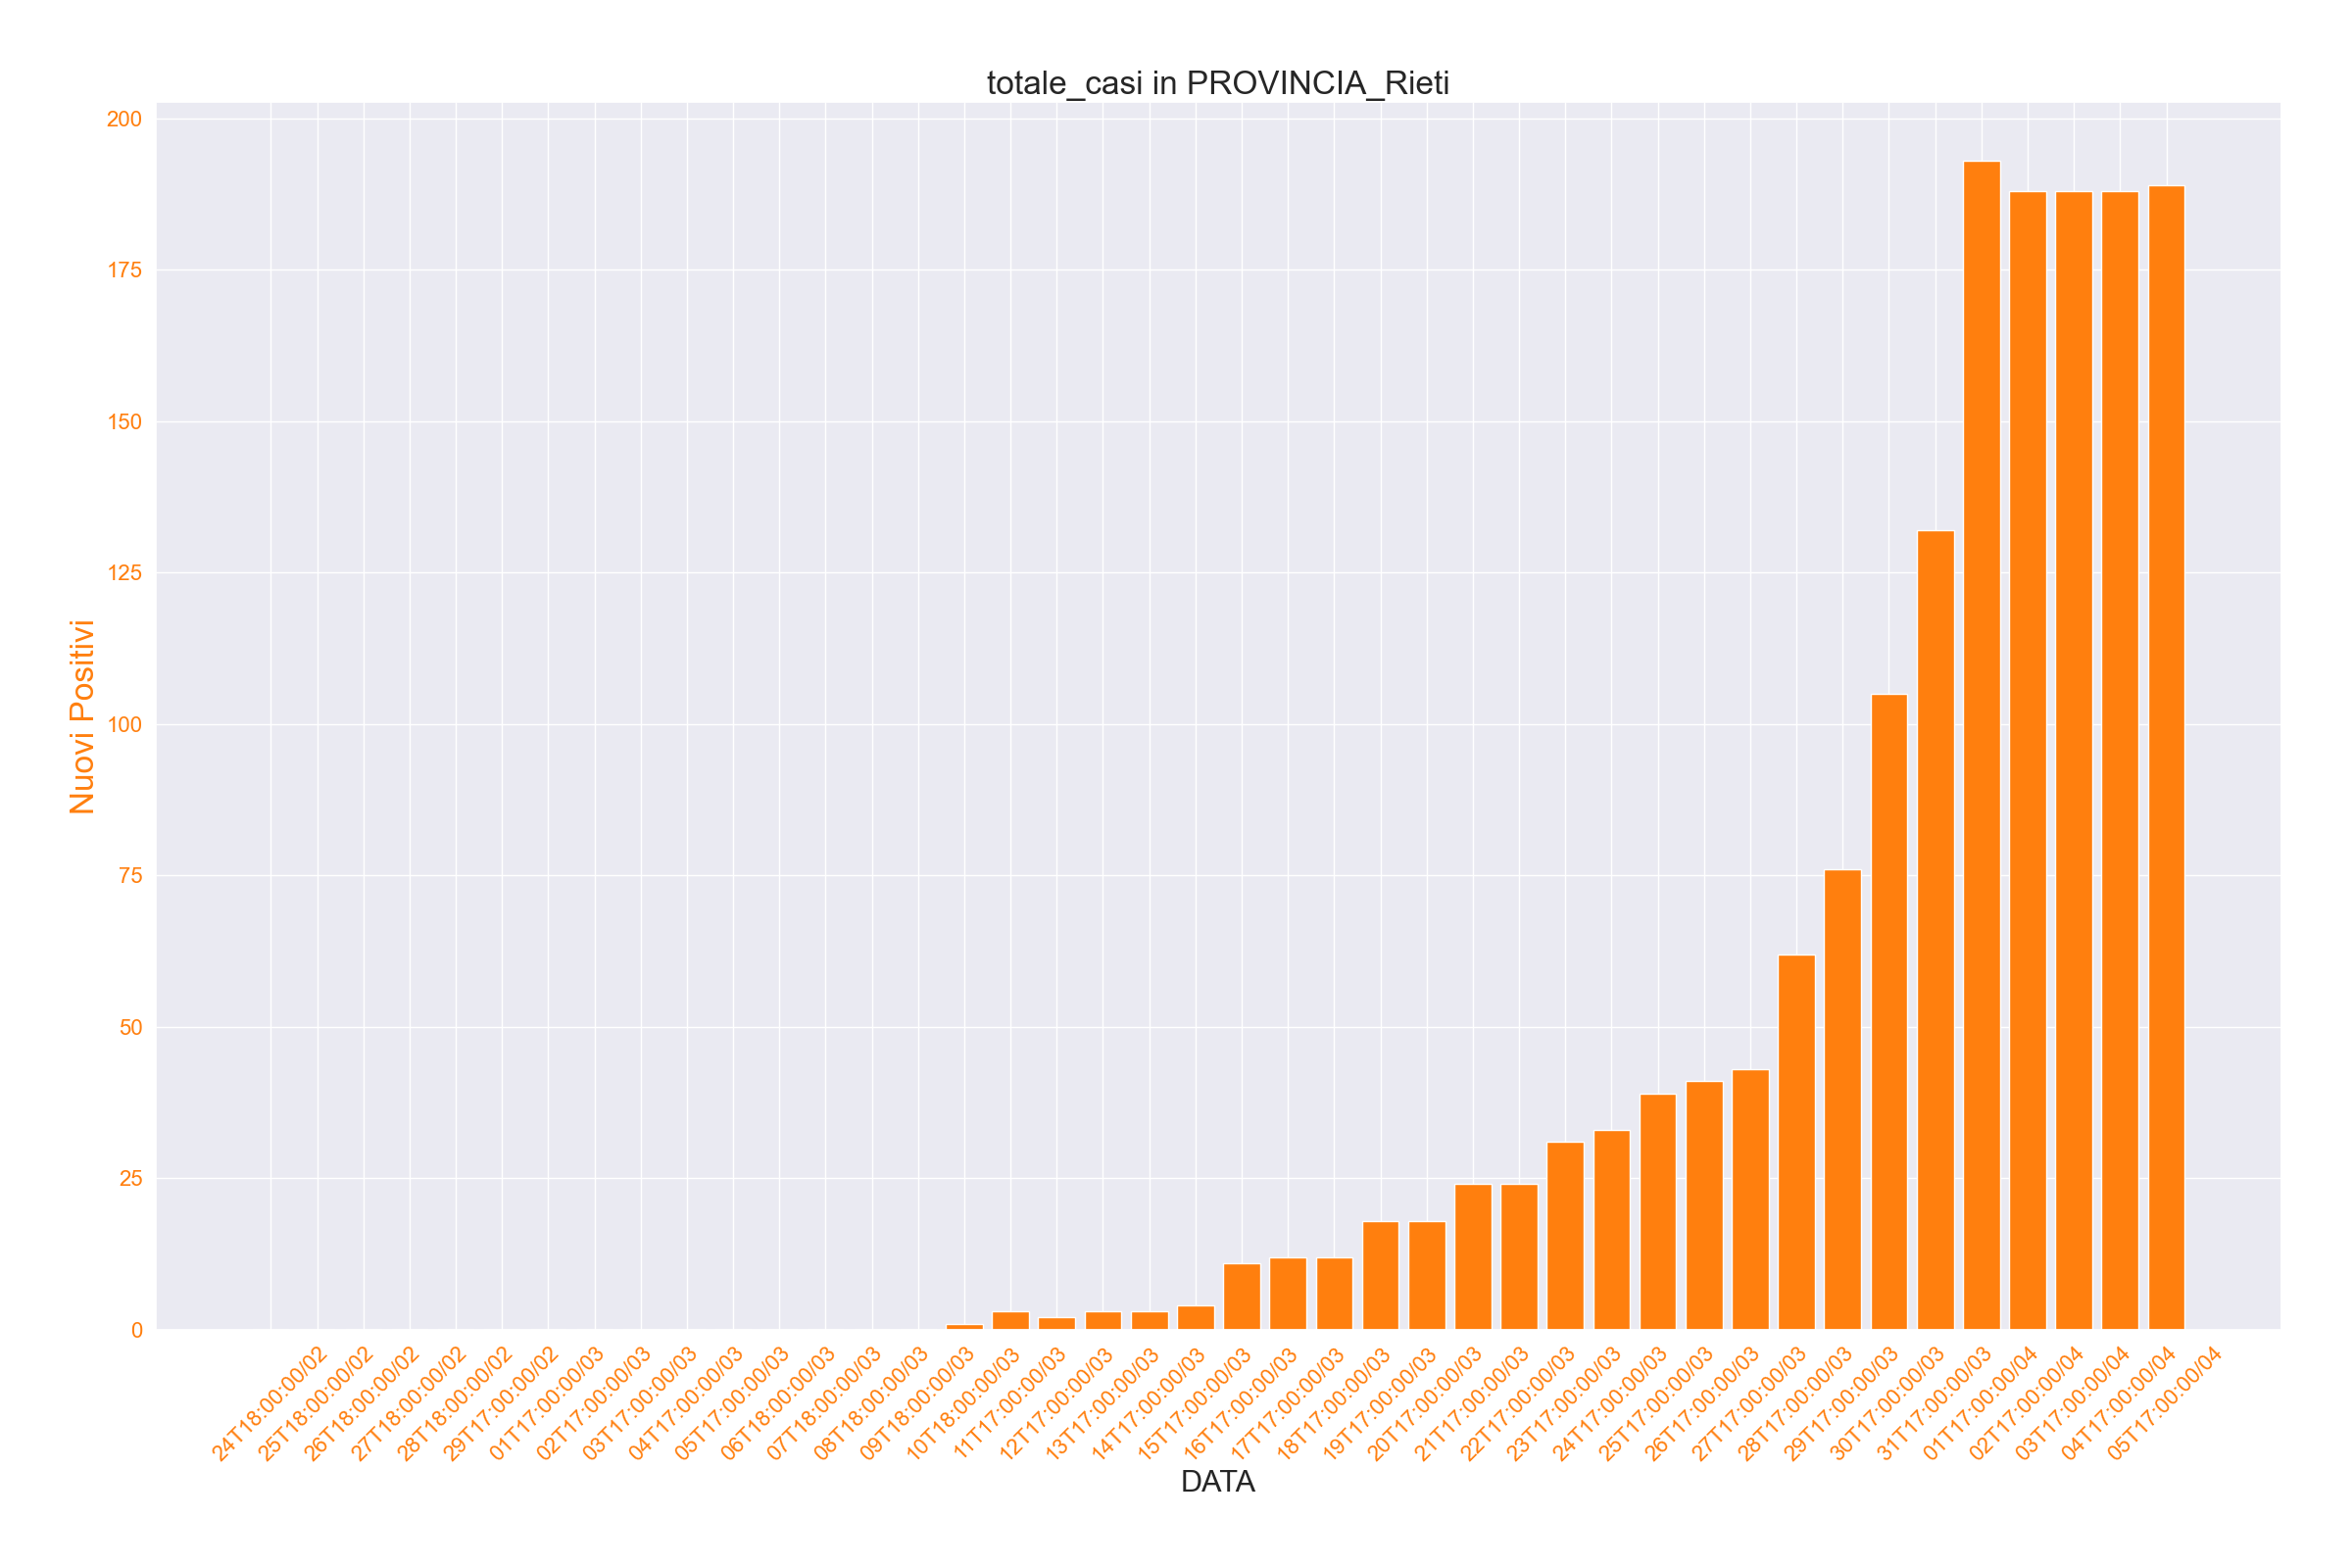 totale_casi in PROVINCIA_Rieti
200
175
150
125
100
75
50
25
0
Nuovi Positivi
24T18:00:00/02
25T18:00:00/02
26T18:00:00/02
27T18:00:00/02
28T18:00:00/02
29T17:00:00/02
01T17:00:00/03
02T17:00:00/03
03T17:00:00/03
04T17:00:00/03
05T17:00:00/03
06T18:00:00/03
07T18:00:00/03
08T18:00:00/03
09T18:00:00/03
10T18:00:00/03
11T17:00:00/03
12T17:00:00/03
13T17:00:00/03
14T17:00:00/03
15T17:00:00/03
16T17:00:00/03
17T17:00:00/03
18T17:00:00/03
19T17:00:00/03
20T17:00:00/03
21T17:00:00/03
22T17:00:00/03
23T17:00:00/03
24T17:00:00/03
25T17:00:00/03
26T17:00:00/03
27T17:00:00/03
28T17:00:00/03
29T17:00:00/03
30T17:00:00/03
31T17:00:00/03
01T17:00:00/04
02T17:00:00/04
03T17:00:00/04
04T17:00:00/04
05T17:00:00/04
DATA